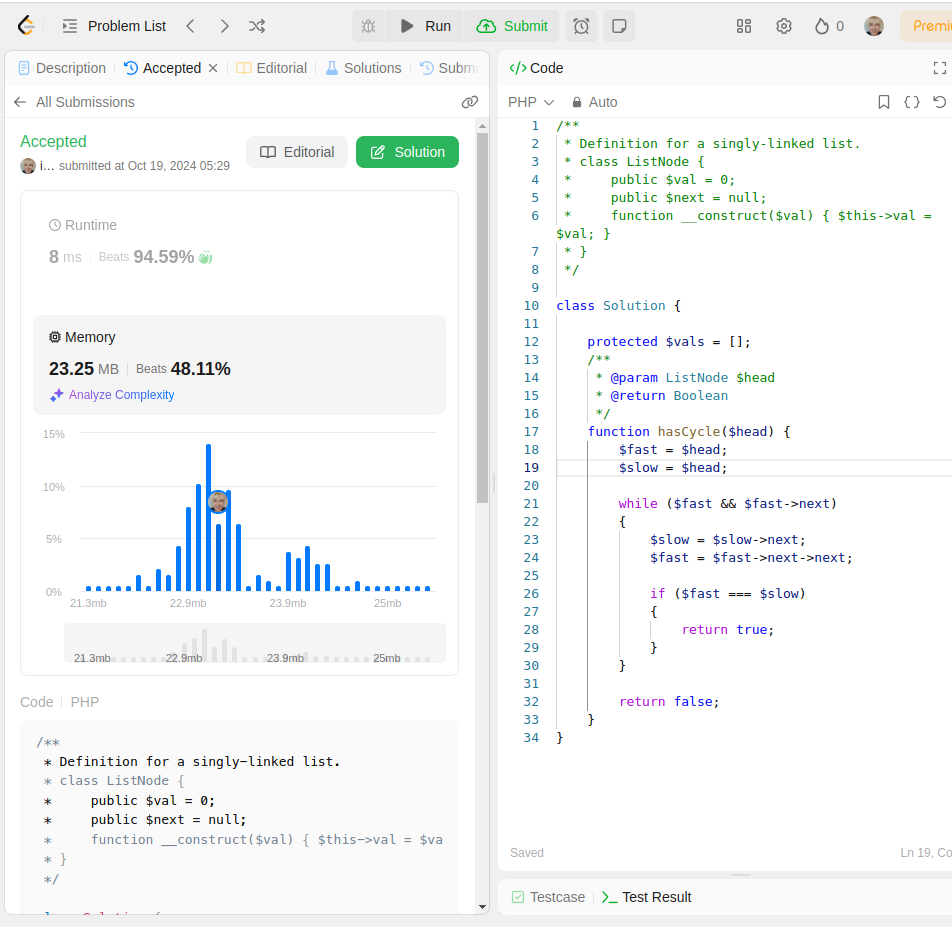 Problem List
Run
Submit
0
Premi
Description
Accepted
Editorial
Solutions
Subm
All Submissions
Accepted
i... submitted at Oct 19, 2024 05:29
Editorial
Solution
Runtime
8 ms Beats 94.59%
Memory
23.25 MB Beats 48.11%
Analyze Complexity
15%
10%
5%
0%
21.3mb 22.9mb 23.9mb 25mb
21.3mb 22.9mb 23.9mb 25mb
Code PHP
/**
* Definition for a singly-linked list.
* class ListNode {
*     public $val = 0;
*     public $next = null;
*     function __construct($val) { $this->val = $va
* }
*/
Code
PHP
Auto
1 /**
2 * Definition for a singly-linked list.
3 * class ListNode {
4 *     public $val = 0;
5 *     public $next = null;
6 *     function __construct($val) { $this->val =
$val; }
7 * }
8 */
9
10 class Solution {
11
12     protected $vals = [];
13     /**
14      * @param ListNode $head
15      * @return Boolean
16      */
17     function hasCycle($head) {
18         $fast = $head;
19         $slow = $head;
20
21         while ($fast && $fast->next)
22         {
23             $slow = $slow->next;
24             $fast = $fast->next->next;
25
26             if ($fast === $slow)
27             {
28                 return true;
29             }
30         }
31
32         return false;
33     }
34 }
Saved
Ln 19, Co
Testcase
Test Result